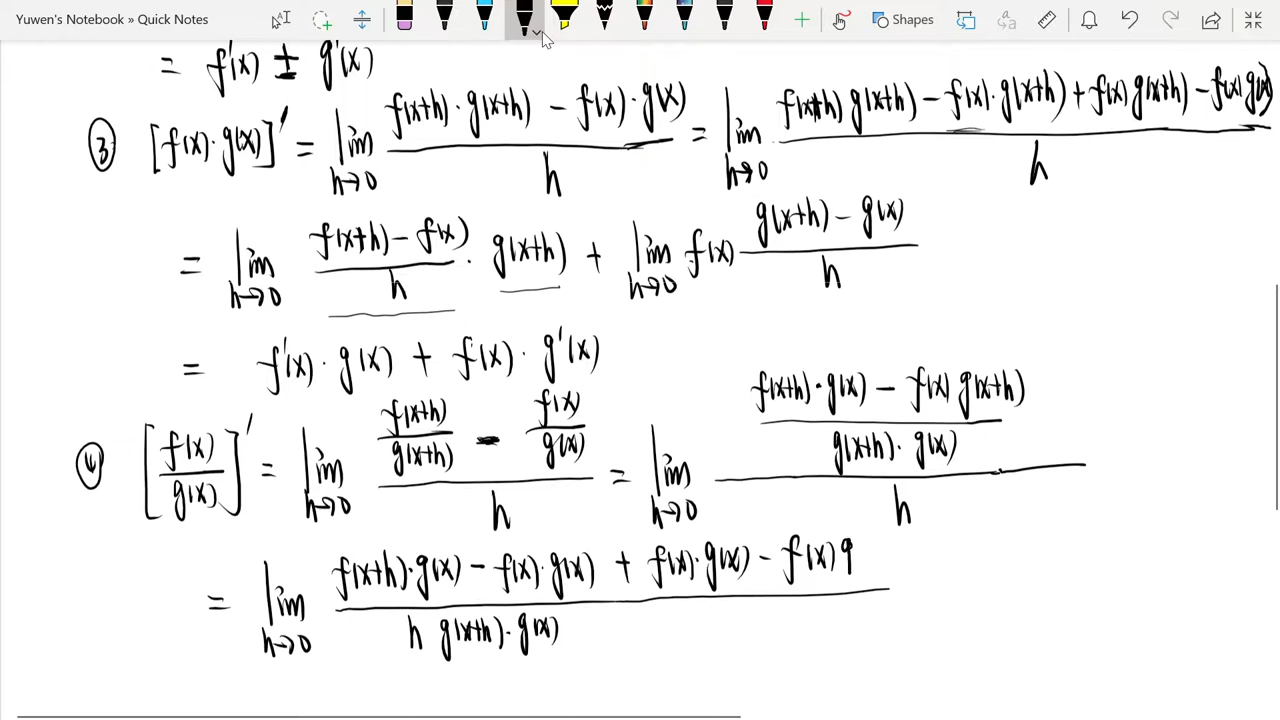 Yuwen's Notebook » Quick Notes
Shapes
= f'(x) ± g'(x)
③ [f(x)·g(x)]' = lim h→0 (f(x+h)·g(x+h) − f(x)·g(x)) / h = lim h→0 (f(x+h) g(x+h) − f(x)·g(x+h) + f(x) g(x+h) − f(x) g(x)) / h
= lim h→0 (f(x+h) − f(x)) / h · g(x+h) + lim h→0 f(x) (g(x+h) − g(x)) / h
= f'(x)·g(x) + f(x)·g'(x)
④ [f(x)/g(x)]' = lim h→0 (f(x+h)/g(x+h) − f(x)/g(x)) / h = lim h→0 ((f(x+h)·g(x) − f(x) g(x+h)) / (g(x+h)·g(x))) / h
= lim h→0 (f(x+h)·g(x) − f(x)·g(x) + f(x)·g(x) − f(x) g) / (h g(x+h)·g(x))